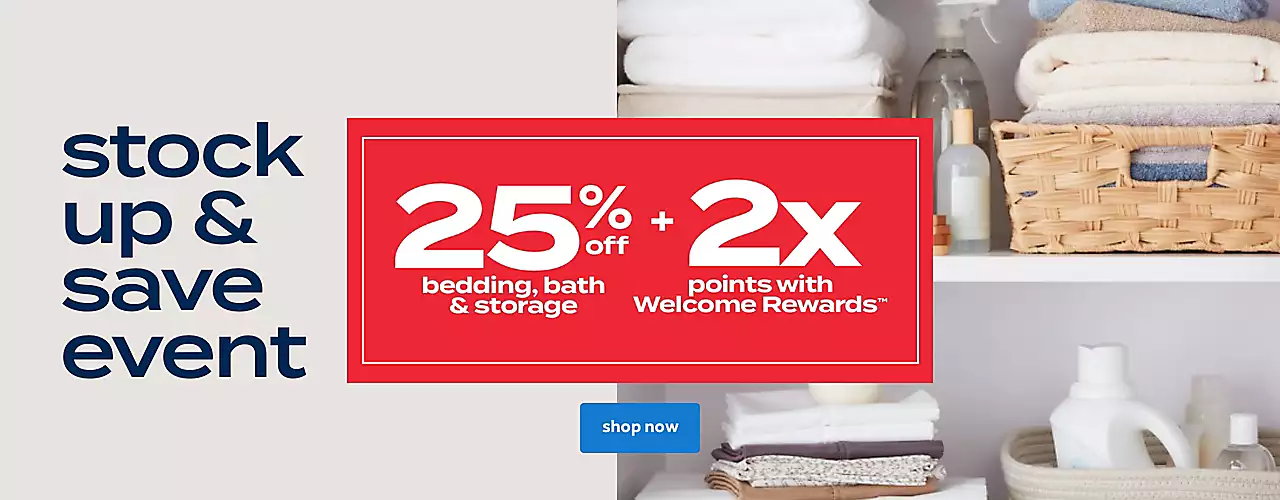 stock
up &
save
event
25% off
bedding, bath
& storage
+
2x
points with
Welcome Rewards™
shop now